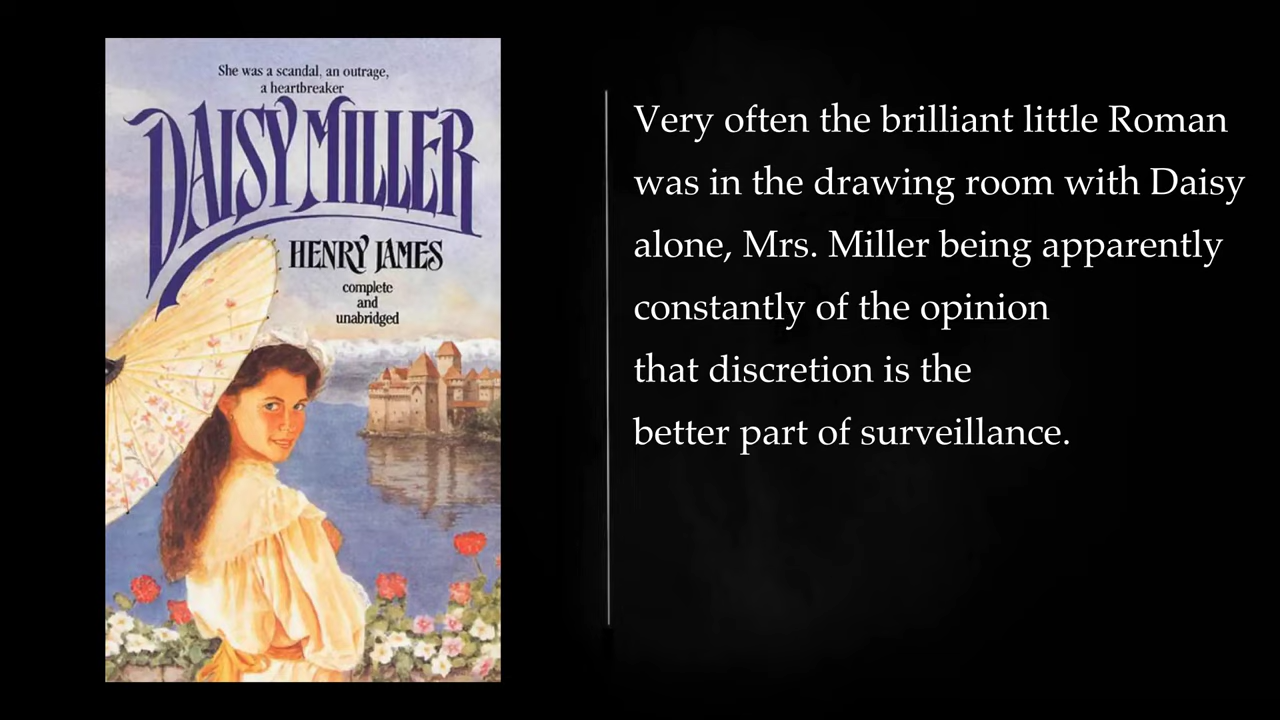 She was a scandal, an outrage,
a heartbreaker
DAISY MILLER
HENRY JAMES
complete
and
unabridged
Very often the brilliant little Roman
was in the drawing room with Daisy
alone, Mrs. Miller being apparently
constantly of the opinion
that discretion is the
better part of surveillance.